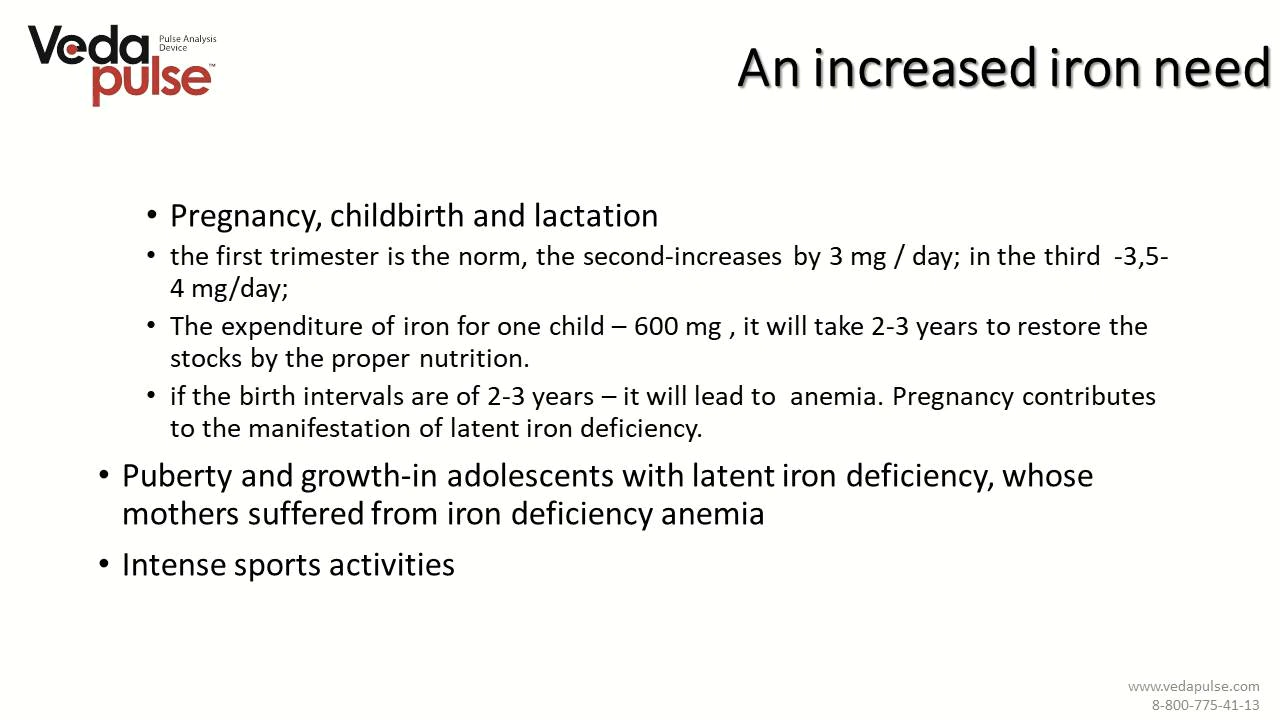 Veda
pulse™
Pulse Analysis
Device
An increased iron need
• Pregnancy, childbirth and lactation
• the first trimester is the norm, the second-increases by 3 mg / day; in the third -3,5-
4 mg/day;
• The expenditure of iron for one child – 600 mg , it will take 2-3 years to restore the
stocks by the proper nutrition.
• if the birth intervals are of 2-3 years – it will lead to anemia. Pregnancy contributes
to the manifestation of latent iron deficiency.
• Puberty and growth-in adolescents with latent iron deficiency, whose
mothers suffered from iron deficiency anemia
• Intense sports activities
www.vedapulse.com
8-800-775-41-13